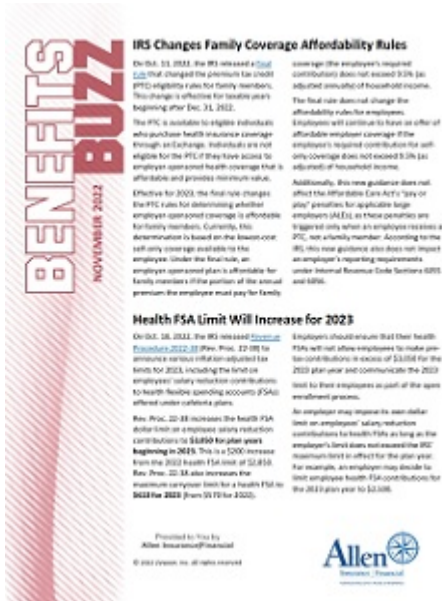 BENEFITS
BUZZ
NOVEMBER 2022
IRS Changes Family Coverage Affordability Rules
On Oct. 11, 2022, the IRS released a final
rule that changed the premium tax credit
(PTC) eligibility rules for family members.
This change is effective for taxable years
beginning after Dec. 31, 2022.
The PTC is available to eligible individuals
who purchase health insurance coverage
through an Exchange. Individuals are not
eligible for the PTC if they have access to
employer-sponsored health coverage that is
affordable and provides minimum value.
Effective for 2023, the final rule changes
the PTC rules for determining whether
employer-sponsored coverage is affordable
for family members. Currently, this
determination is based on the lowest-cost
self-only coverage available to the
employee. Under the final rule, an
employer-sponsored plan is affordable for
family members if the portion of the annual
premium the employee must pay for family
coverage (the employee's required
contribution) does not exceed 9.5% (as
adjusted annually) of household income.
The final rule does not change the
affordability rules for employees.
Employees will continue to have an offer of
affordable employer coverage if the
employee's required contribution for self-
only coverage does not exceed 9.5% (as
adjusted) of household income.
Additionally, this new guidance does not
affect the Affordable Care Act's "pay or
play" penalties for applicable large
employers (ALEs), as these penalties are
triggered only when an employee receives a
PTC, not a family member. According to the
IRS, this new guidance also does not impact
an employer's reporting requirements
under Internal Revenue Code Sections 6055
and 6056.
Health FSA Limit Will Increase for 2023
On Oct. 18, 2022, the IRS released Revenue
Procedure 2022-38 (Rev. Proc. 22-38) to
announce various inflation-adjusted tax
limits for 2023, including the limit on
employees' salary reduction contributions
to health flexible spending accounts (FSAs)
offered under cafeteria plans.
Rev. Proc. 22-38 increases the health FSA
dollar limit on employee salary reduction
contributions to $3,050 for plan years
beginning in 2023. This is a $200 increase
from the 2022 health FSA limit of $2,850.
Rev. Proc. 22-38 also increases the
maximum carryover limit for a health FSA to
$610 for 2023 (from $570 for 2022).
Employers should ensure that their health
FSAs will not allow employees to make pre-
tax contributions in excess of $3,050 for the
2023 plan year and communicate the 2023
limit to their employees as part of the open
enrollment process.
An employer may impose its own dollar
limit on employees' salary reduction
contributions to health FSAs as long as the
employer's limit does not exceed the IRS'
maximum limit in effect for the plan year.
For example, an employer may decide to
limit employee health FSA contributions for
the 2023 plan year to $2,500.
Provided to You by
Allen Insurance/Financial
© 2022 Zywave, Inc. All rights reserved
Allen
Insurance | Financial